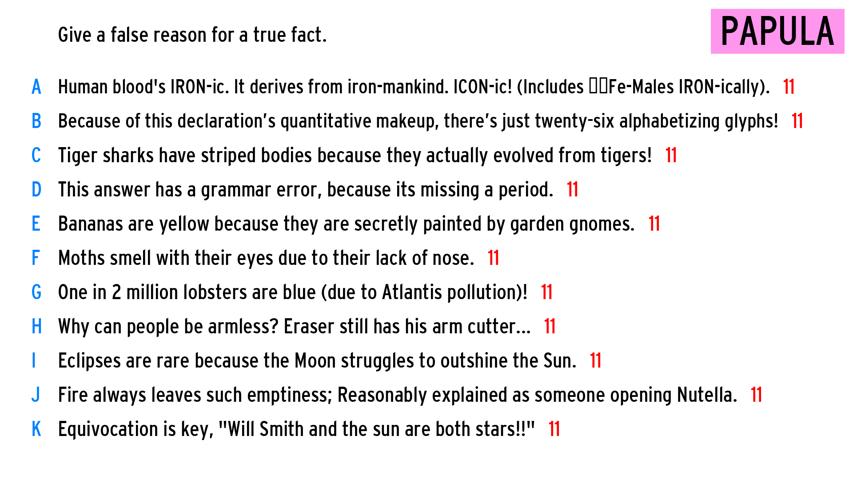 Give a false reason for a true fact.
PAPULA
A Human blood's IRON-ic. It derives from iron-mankind. ICON-ic! (Includes ▯▯Fe-Males IRON-ically). 11
B Because of this declaration's quantitative makeup, there's just twenty-six alphabetizing glyphs! 11
C Tiger sharks have striped bodies because they actually evolved from tigers! 11
D This answer has a grammar error, because its missing a period. 11
E Bananas are yellow because they are secretly painted by garden gnomes. 11
F Moths smell with their eyes due to their lack of nose. 11
G One in 2 million lobsters are blue (due to Atlantis pollution)! 11
H Why can people be armless? Eraser still has his arm cutter... 11
I Eclipses are rare because the Moon struggles to outshine the Sun. 11
J Fire always leaves such emptiness; Reasonably explained as someone opening Nutella. 11
K Equivocation is key, "Will Smith and the sun are both stars!!" 11